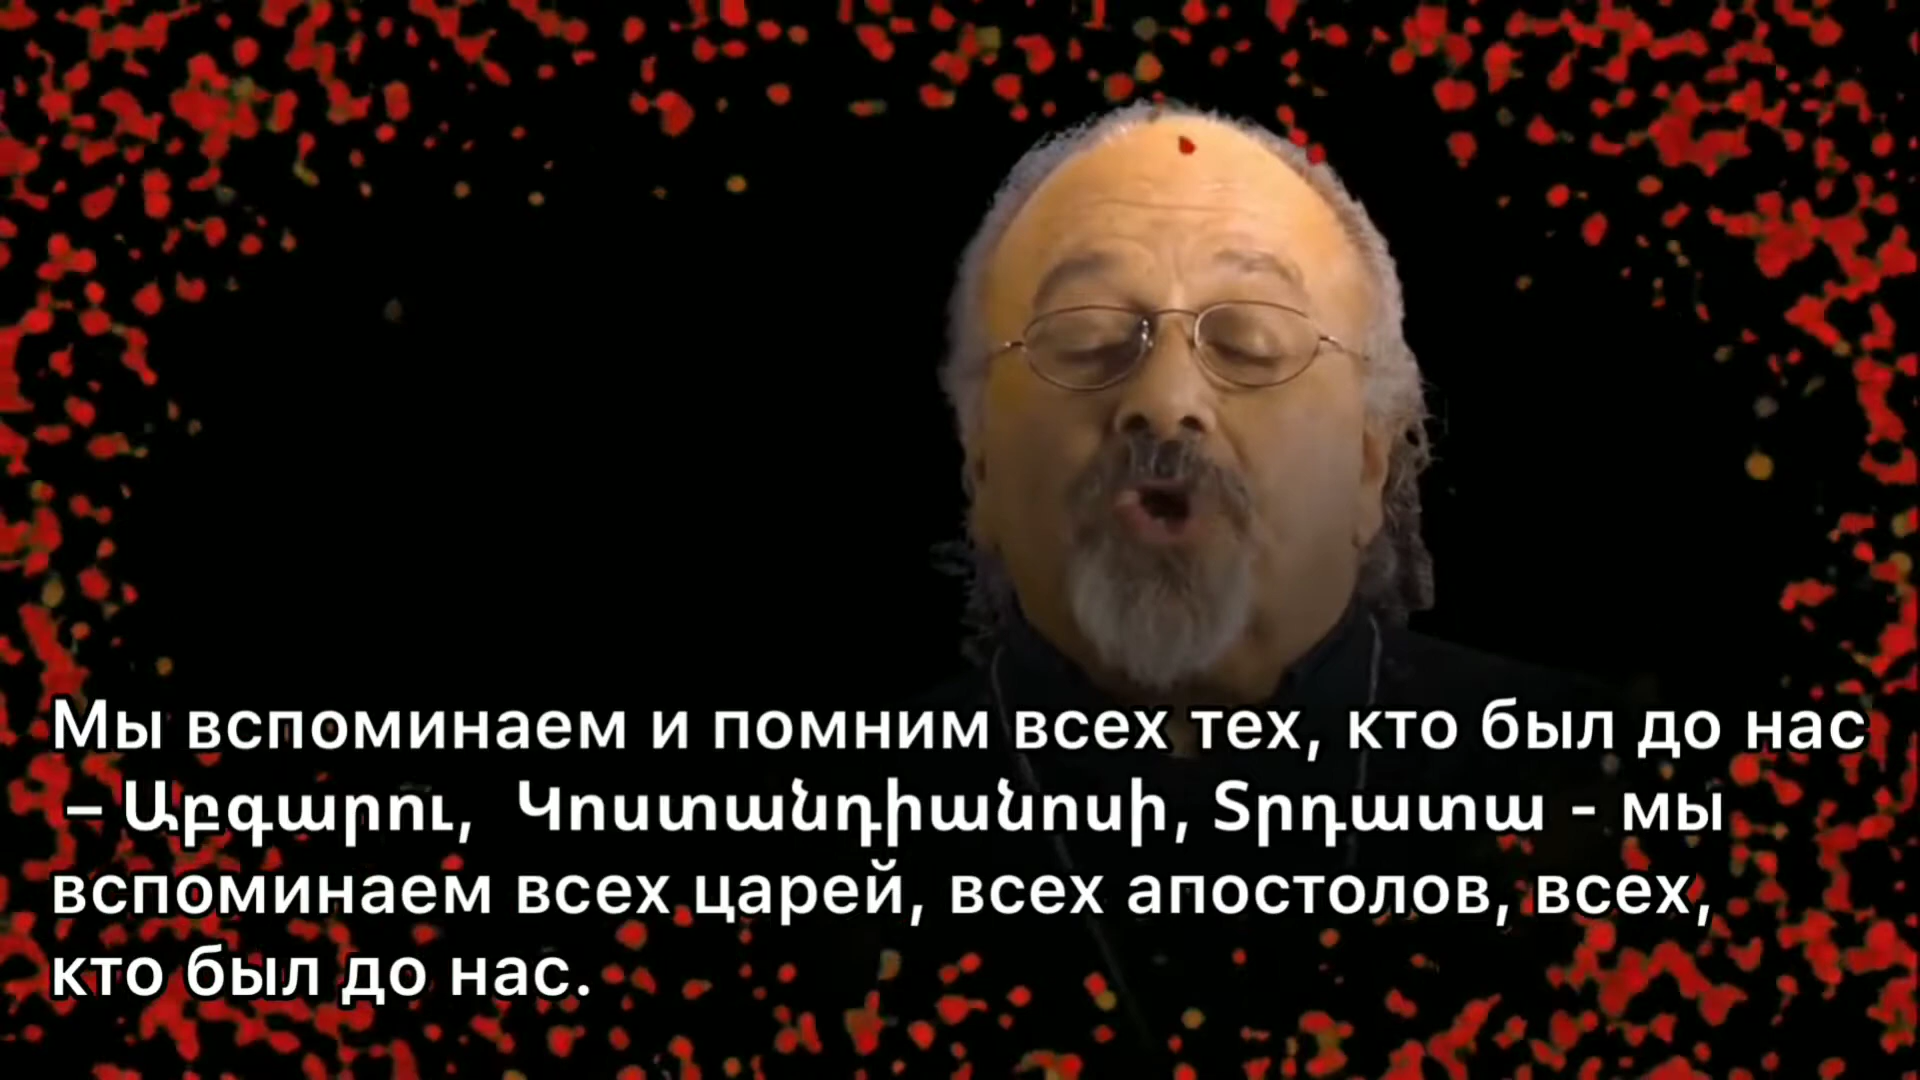 Мы вспоминаем и помним всех тех, кто был до нас
– Աբգարու, Կոստանդիանոսի, Տրդատա - мы
вспоминаем всех царей, всех апостолов, всех,
кто был до нас.